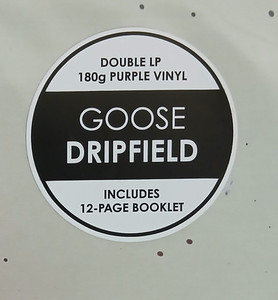 DOUBLE LP
180g PURPLE VINYL
GOOSE
DRIPFIELD
INCLUDES
12-PAGE BOOKLET